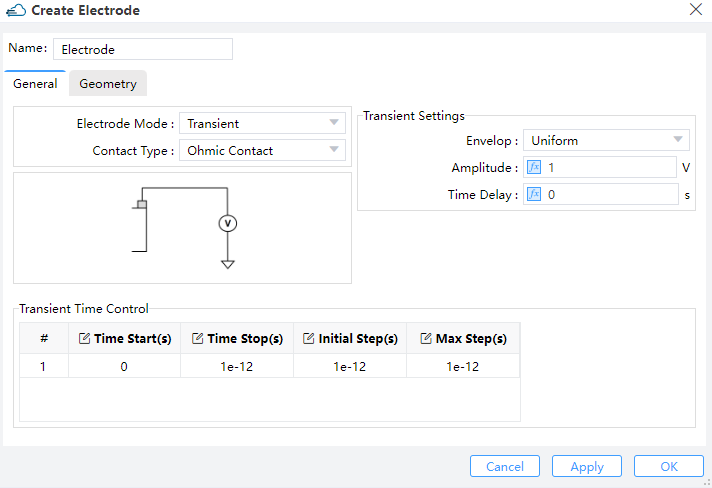 Create Electrode
Name: Electrode
General Geometry
Electrode Mode : Transient
Contact Type : Ohmic Contact
V
Transient Settings
Envelop : Uniform
Amplitude : fx 1 V
Time Delay : fx 0 s
Transient Time Control
# Time Start(s) Time Stop(s) Initial Step(s) Max Step(s)
1 0 1e-12 1e-12 1e-12
Cancel Apply OK